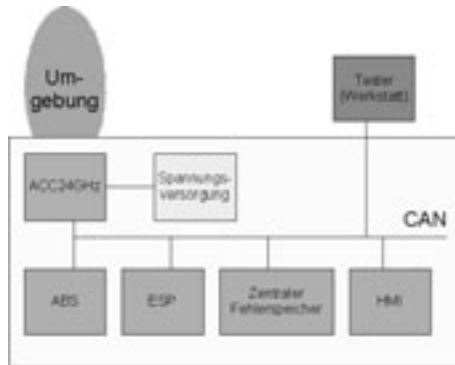 Um-
gebung
Tester
(Werkstatt)
ACC24GHz
Spannungs-
versorgung
CAN
ABS
ESP
Zentraler
Fehlerspeicher
HMI